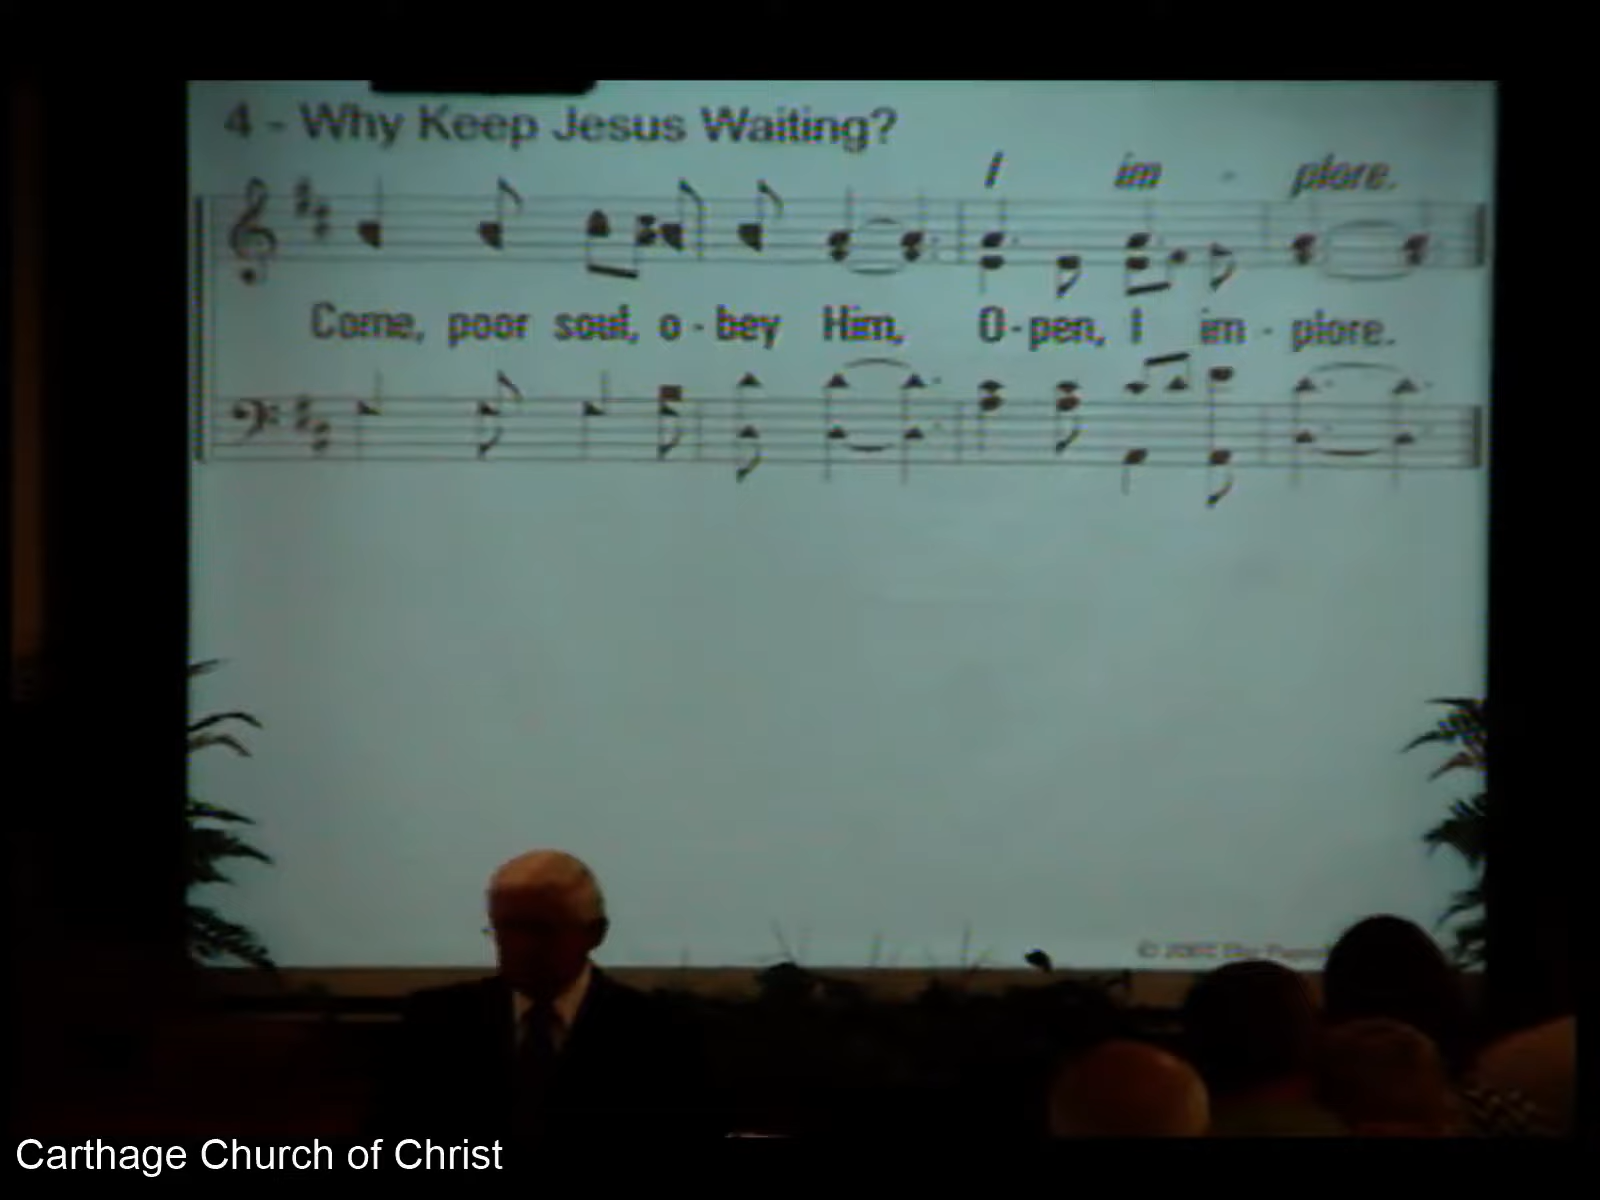 4 - Why Keep Jesus Waiting?
I im - plore.
Come, poor soul, o - bey Him, O - pen, I im - plore.
©
Carthage Church of Christ